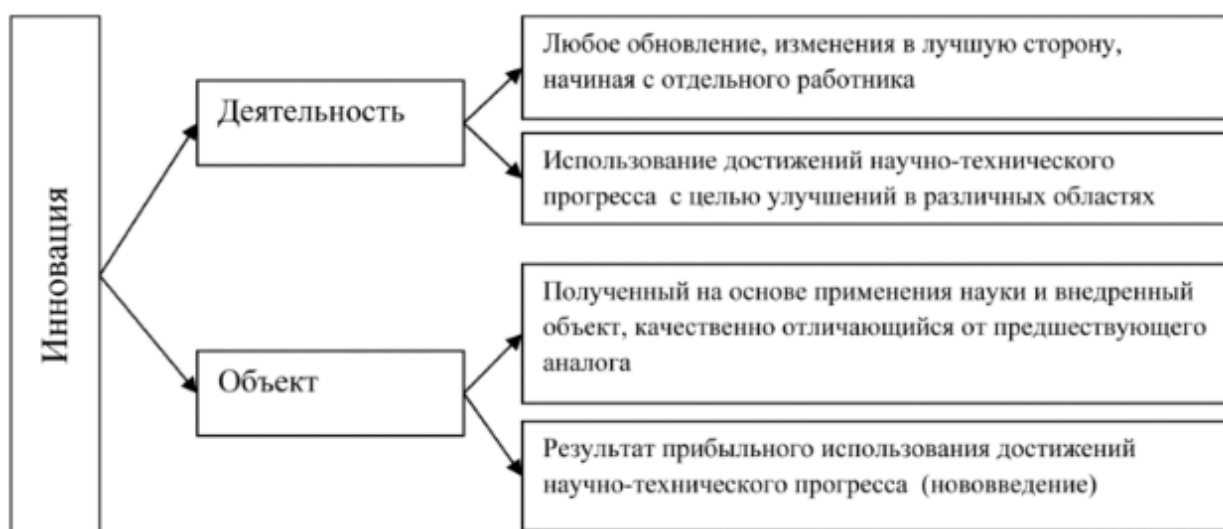 Инновация
Деятельность
Любое обновление, изменения в лучшую сторону,
начиная с отдельного работника
Использование достижений научно-технического
прогресса с целью улучшений в различных областях
Объект
Полученный на основе применения науки и внедренный
объект, качественно отличающийся от предшествующего
аналога
Результат прибыльного использования достижений
научно-технического прогресса (нововведение)